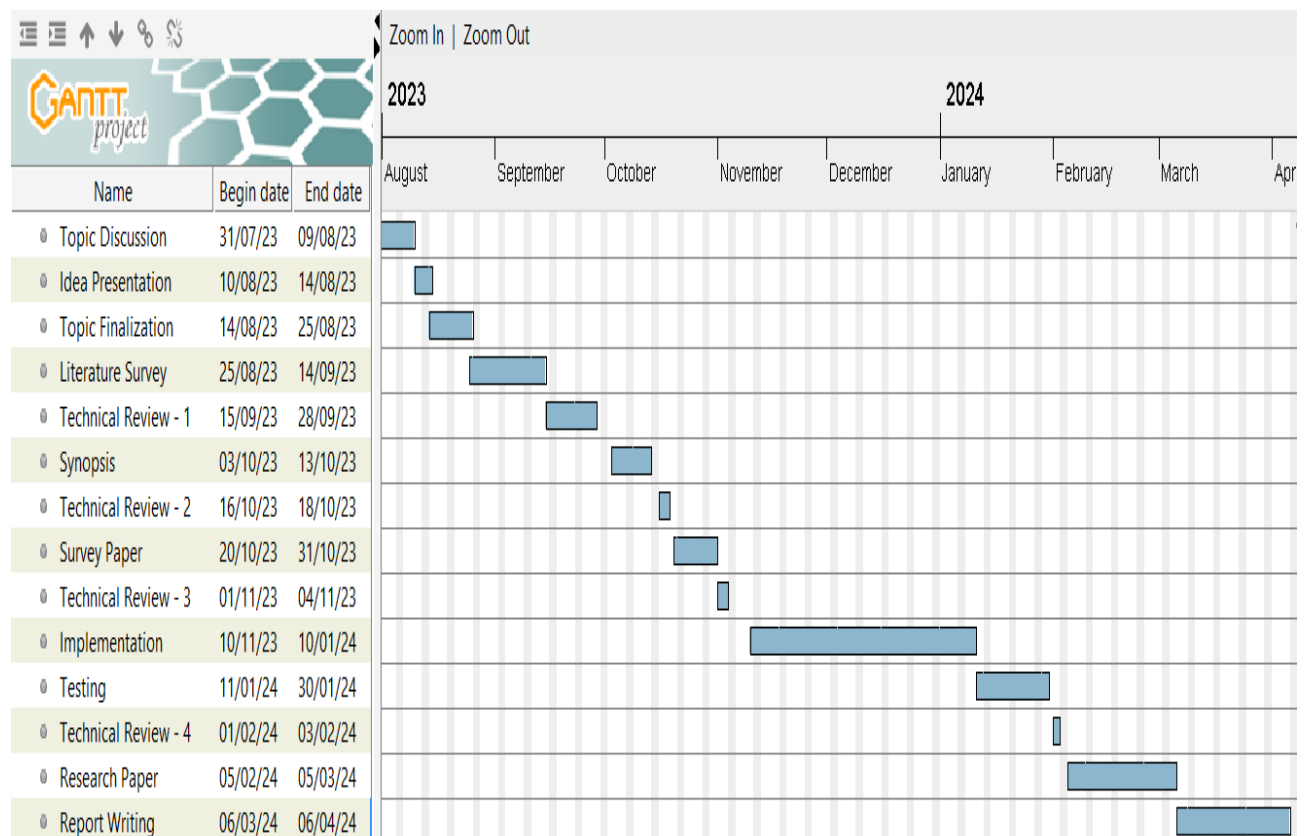 Zoom In | Zoom Out
GANTT
project
2023 2024
August September October November December January February March Apr
Name Begin date End date
Topic Discussion 31/07/23 09/08/23
Idea Presentation 10/08/23 14/08/23
Topic Finalization 14/08/23 25/08/23
Literature Survey 25/08/23 14/09/23
Technical Review - 1 15/09/23 28/09/23
Synopsis 03/10/23 13/10/23
Technical Review - 2 16/10/23 18/10/23
Survey Paper 20/10/23 31/10/23
Technical Review - 3 01/11/23 04/11/23
Implementation 10/11/23 10/01/24
Testing 11/01/24 30/01/24
Technical Review - 4 01/02/24 03/02/24
Research Paper 05/02/24 05/03/24
Report Writing 06/03/24 06/04/24